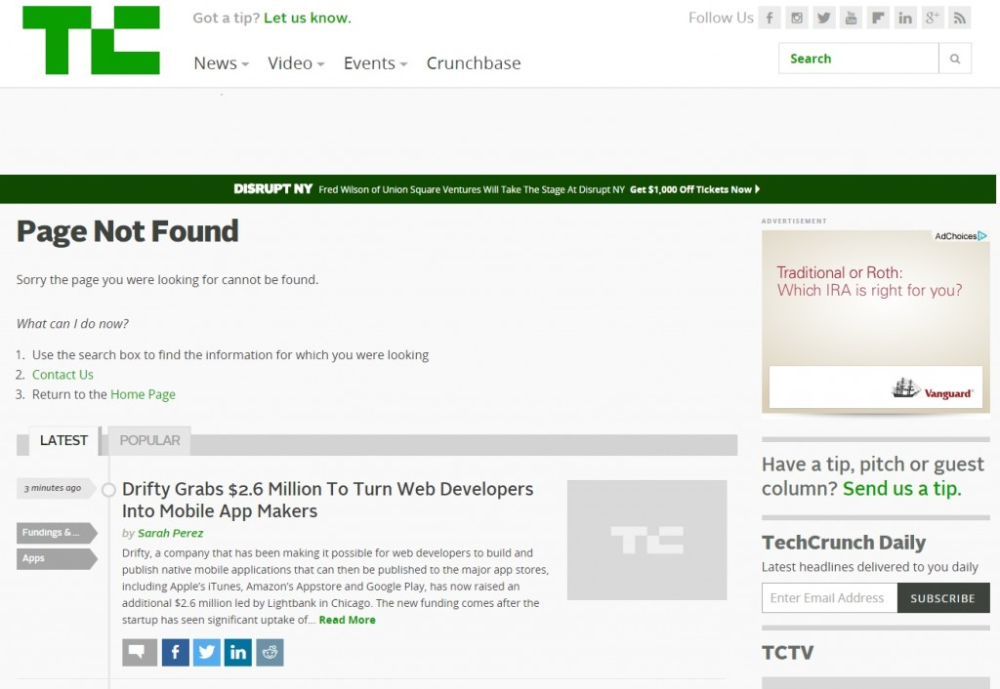 TC
Got a tip? Let us know.
Follow Us
News Video Events Crunchbase
Search
DISRUPT NY Fred Wilson of Union Square Ventures Will Take The Stage At Disrupt NY Get $1,000 Off Tickets Now
Page Not Found
Sorry the page you were looking for cannot be found.
What can I do now?
1. Use the search box to find the information for which you were looking
2. Contact Us
3. Return to the Home Page
LATEST POPULAR
3 minutes ago
Fundings & ...
Apps
Drifty Grabs $2.6 Million To Turn Web Developers
Into Mobile App Makers
by Sarah Perez
Drifty, a company that has been making it possible for web developers to build and
publish native mobile applications that can then be published to the major app stores,
including Apple's iTunes, Amazon's Appstore and Google Play, has now raised an
additional $2.6 million led by Lightbank in Chicago. The new funding comes after the
startup has seen significant uptake of... Read More
TC
ADVERTISEMENT
AdChoices
Traditional or Roth:
Which IRA is right for you?
Vanguard
Have a tip, pitch or guest
column? Send us a tip.
TechCrunch Daily
Latest headlines delivered to you daily
Enter Email Address SUBSCRIBE
TCTV